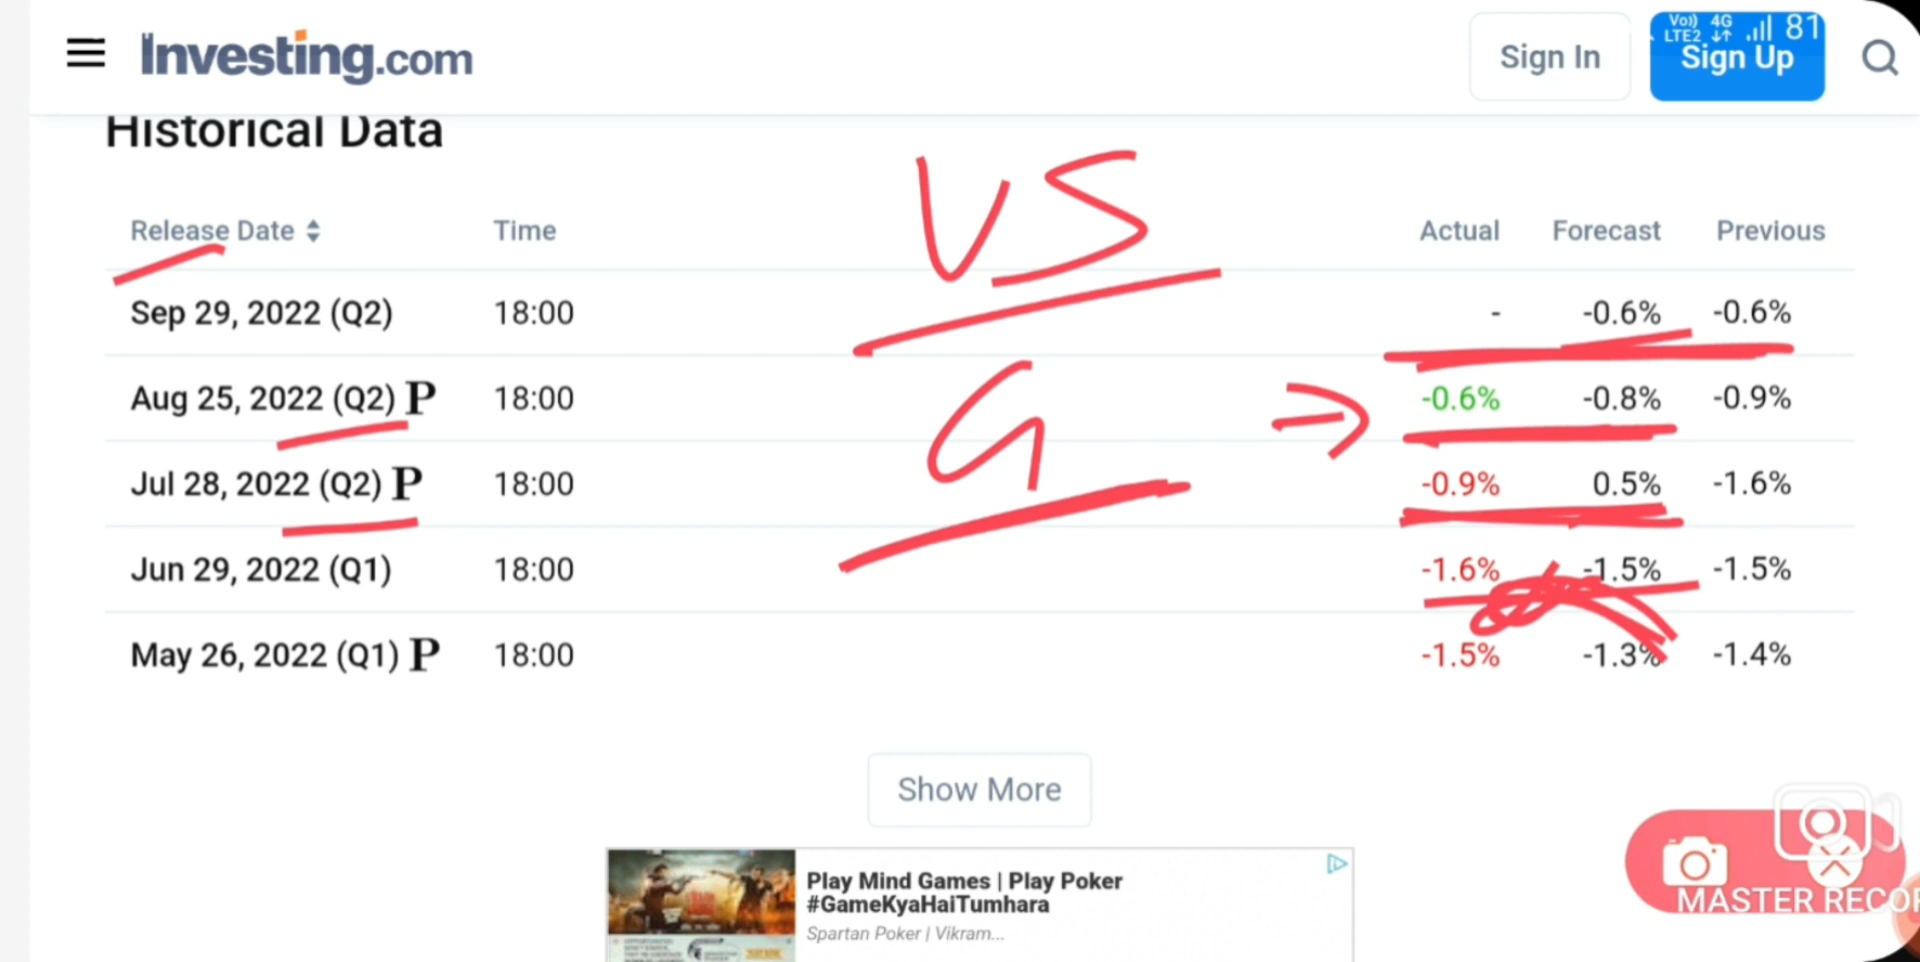 Investing.com
Sign In
Sign Up
Vo)) 4G 81
LTE2
Historical Data
VS
Release Date Time Actual Forecast Previous
Sep 29, 2022 (Q2) 18:00 - -0.6% -0.6%
G
Aug 25, 2022 (Q2) P 18:00 -0.6% -0.8% -0.9%
Jul 28, 2022 (Q2) P 18:00 -0.9% 0.5% -1.6%
Jun 29, 2022 (Q1) 18:00 -1.6% -1.5% -1.5%
May 26, 2022 (Q1) P 18:00 -1.5% -1.3% -1.4%
Show More
Play Mind Games | Play Poker
#GameKyaHaiTumhara
Spartan Poker | Vikram...
MASTER RECOR